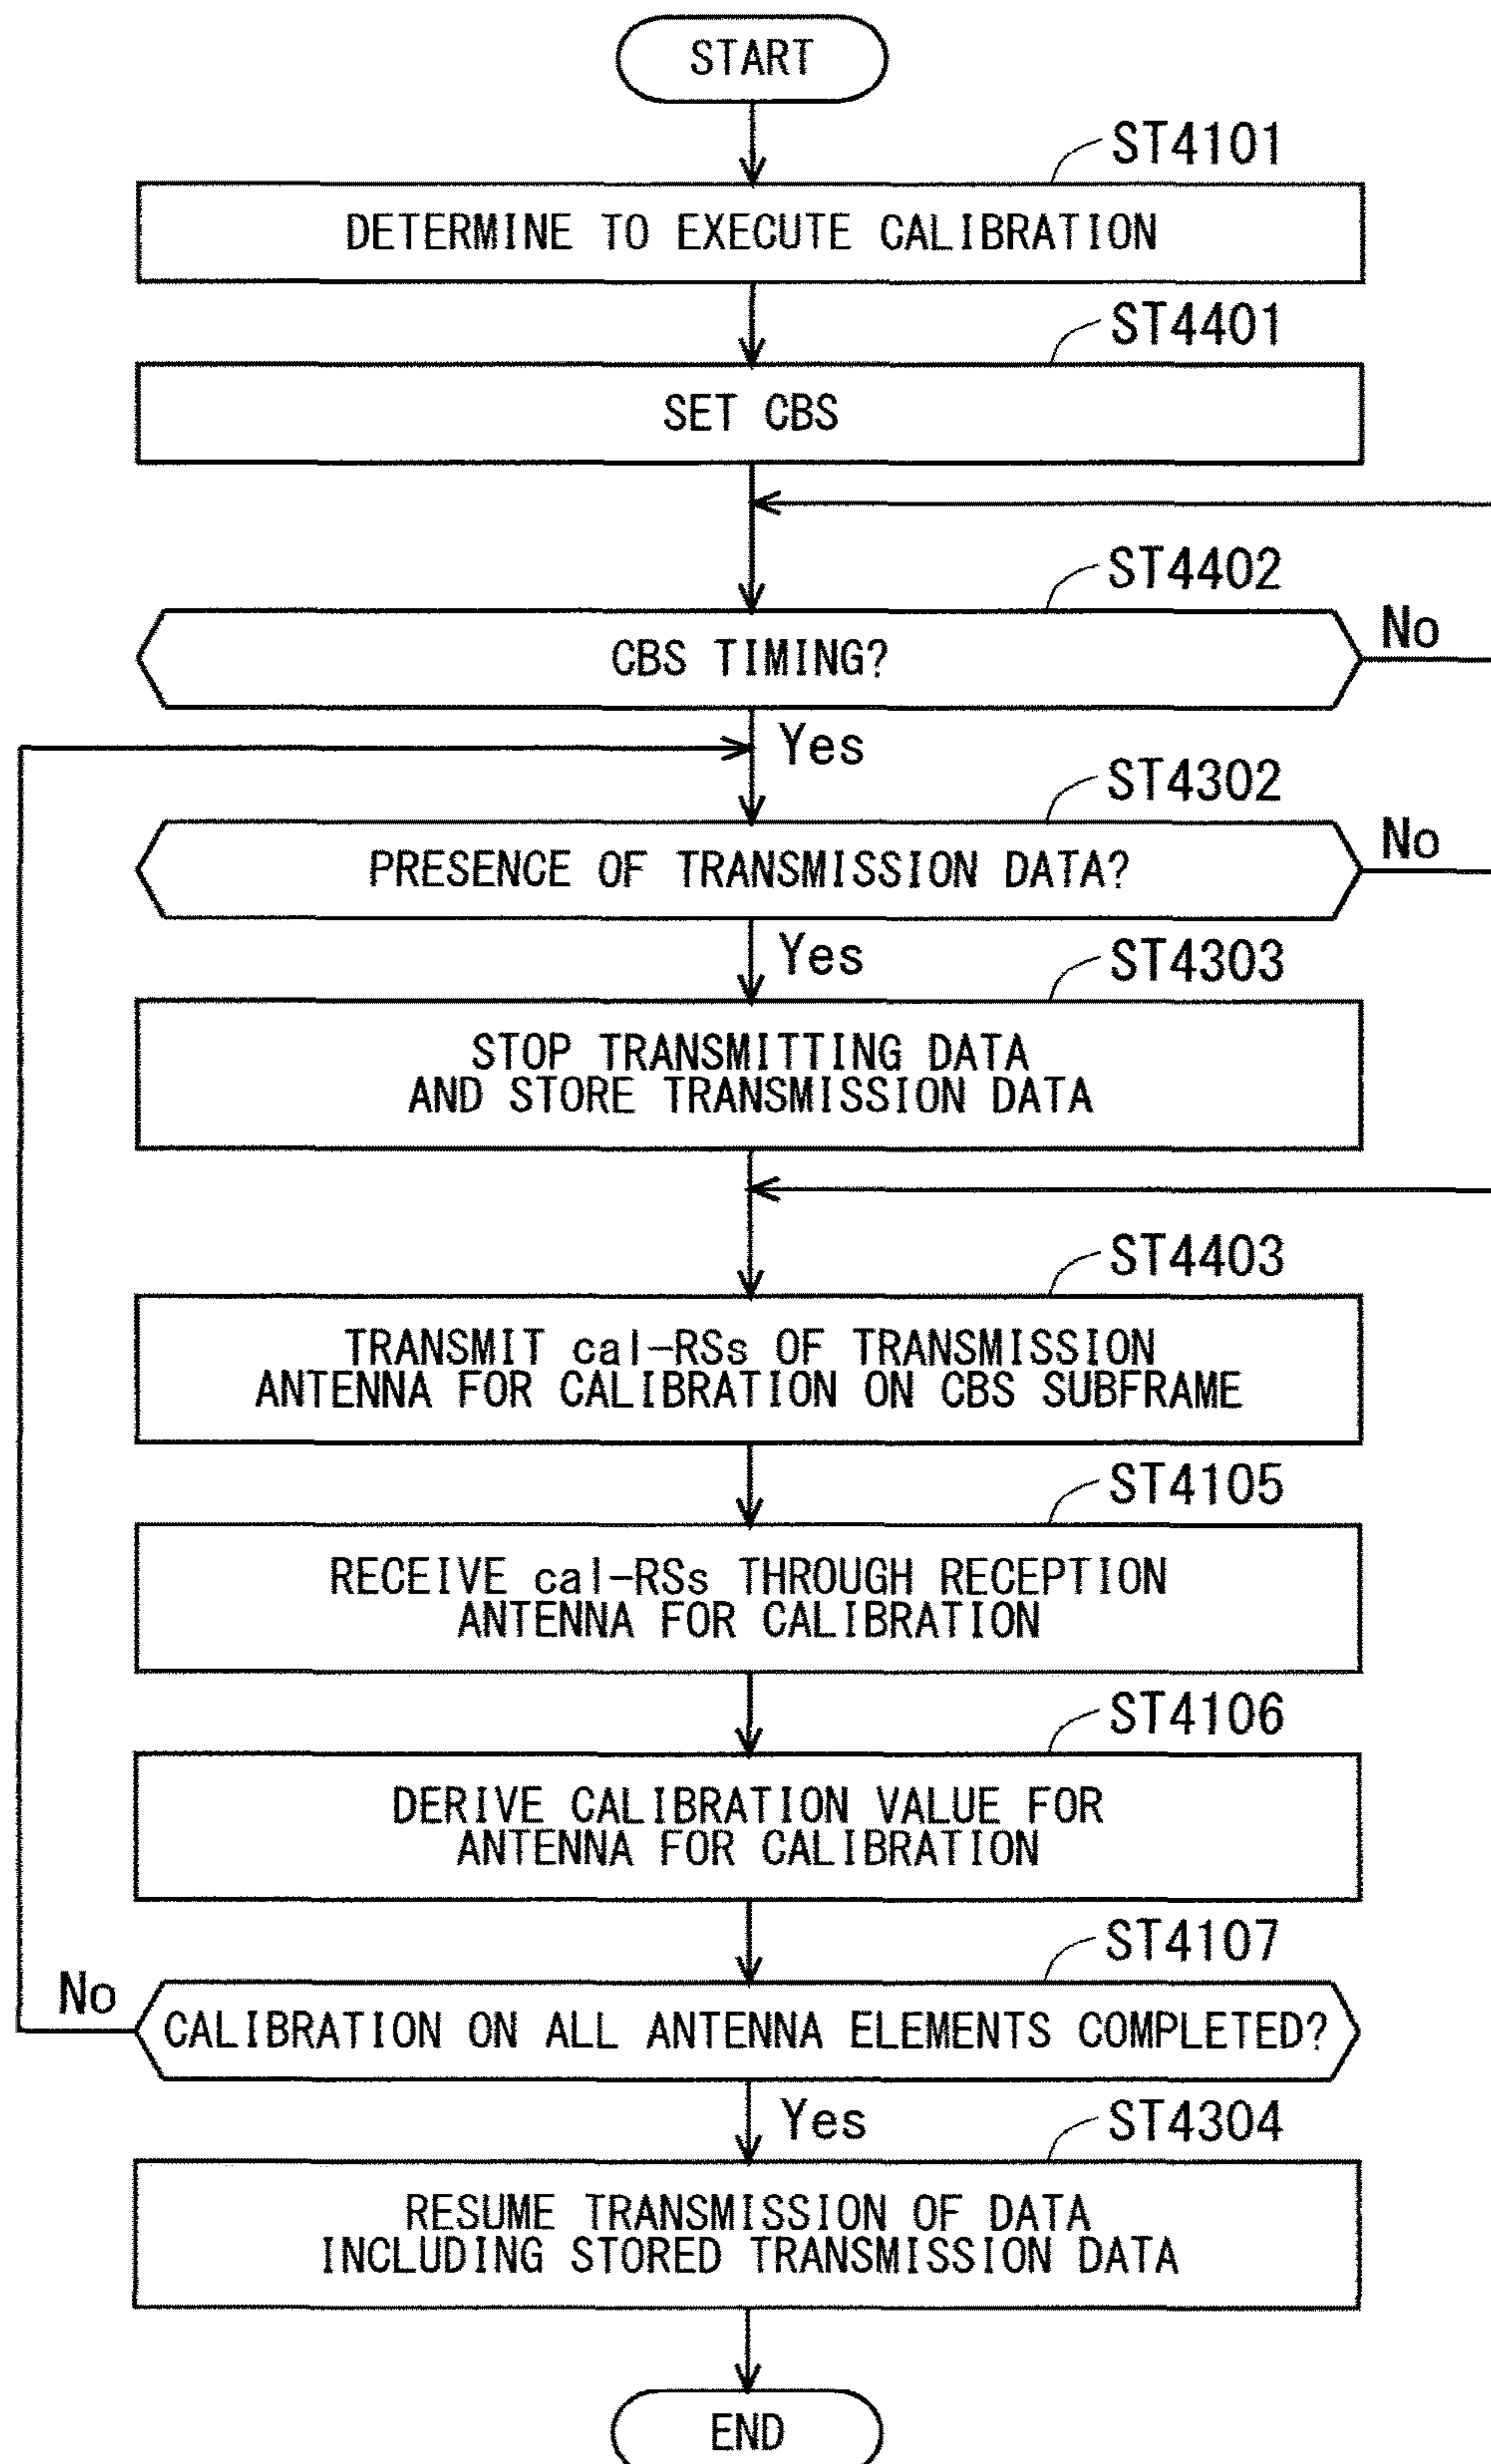 START
ST4101
DETERMINE TO EXECUTE CALIBRATION
ST4401
SET CBS
ST4402
CBS TIMING?
No
Yes
ST4302
PRESENCE OF TRANSMISSION DATA?
No
Yes
ST4303
STOP TRANSMITTING DATA
AND STORE TRANSMISSION DATA
ST4403
TRANSMIT cal-RSs OF TRANSMISSION
ANTENNA FOR CALIBRATION ON CBS SUBFRAME
ST4105
RECEIVE cal-RSs THROUGH RECEPTION
ANTENNA FOR CALIBRATION
ST4106
DERIVE CALIBRATION VALUE FOR
ANTENNA FOR CALIBRATION
ST4107
No
CALIBRATION ON ALL ANTENNA ELEMENTS COMPLETED?
Yes
ST4304
RESUME TRANSMISSION OF DATA
INCLUDING STORED TRANSMISSION DATA
END